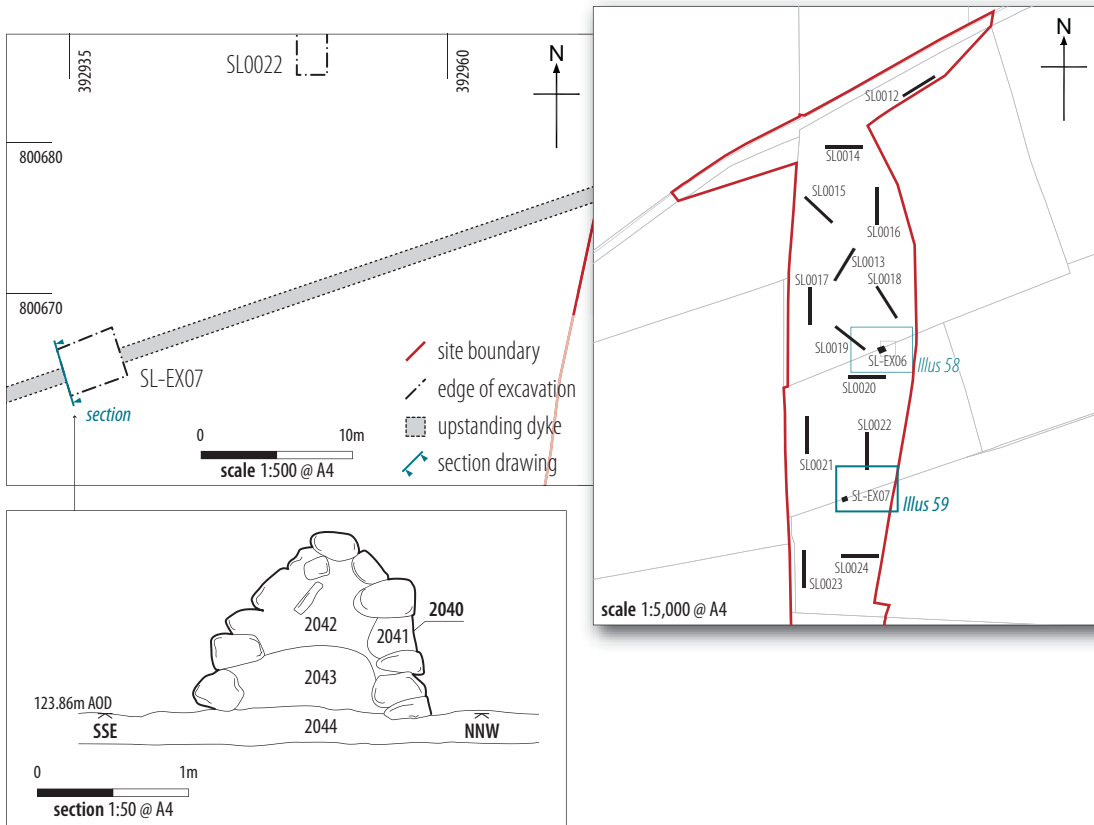 392935
SL0022
392960
N
800680
800670
SL-EX07
section
site boundary
edge of excavation
upstanding dyke
section drawing
0 10m
scale 1:500 @ A4
N
SL0012
SL0014
SL0015
SL0016
SL0013
SL0017
SL0018
SL0019
SL-EX06
Illus 58
SL0020
SL0022
SL0021
SL-EX07
Illus 59
SL0024
SL0023
scale 1:5,000 @ A4
2040
2042
2041
2043
123.86m AOD
SSE
2044
NNW
0 1m
section 1:50 @ A4